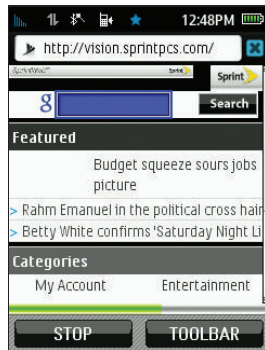 12:48PM
http://vision.sprintpcs.com/
Sprint
g Search
Featured
Budget squeeze sours jobs
picture
> Rahm Emanuel in the political cross hair
> Betty White confirms 'Saturday Night Li
Categories
My Account Entertainment
STOP TOOLBAR